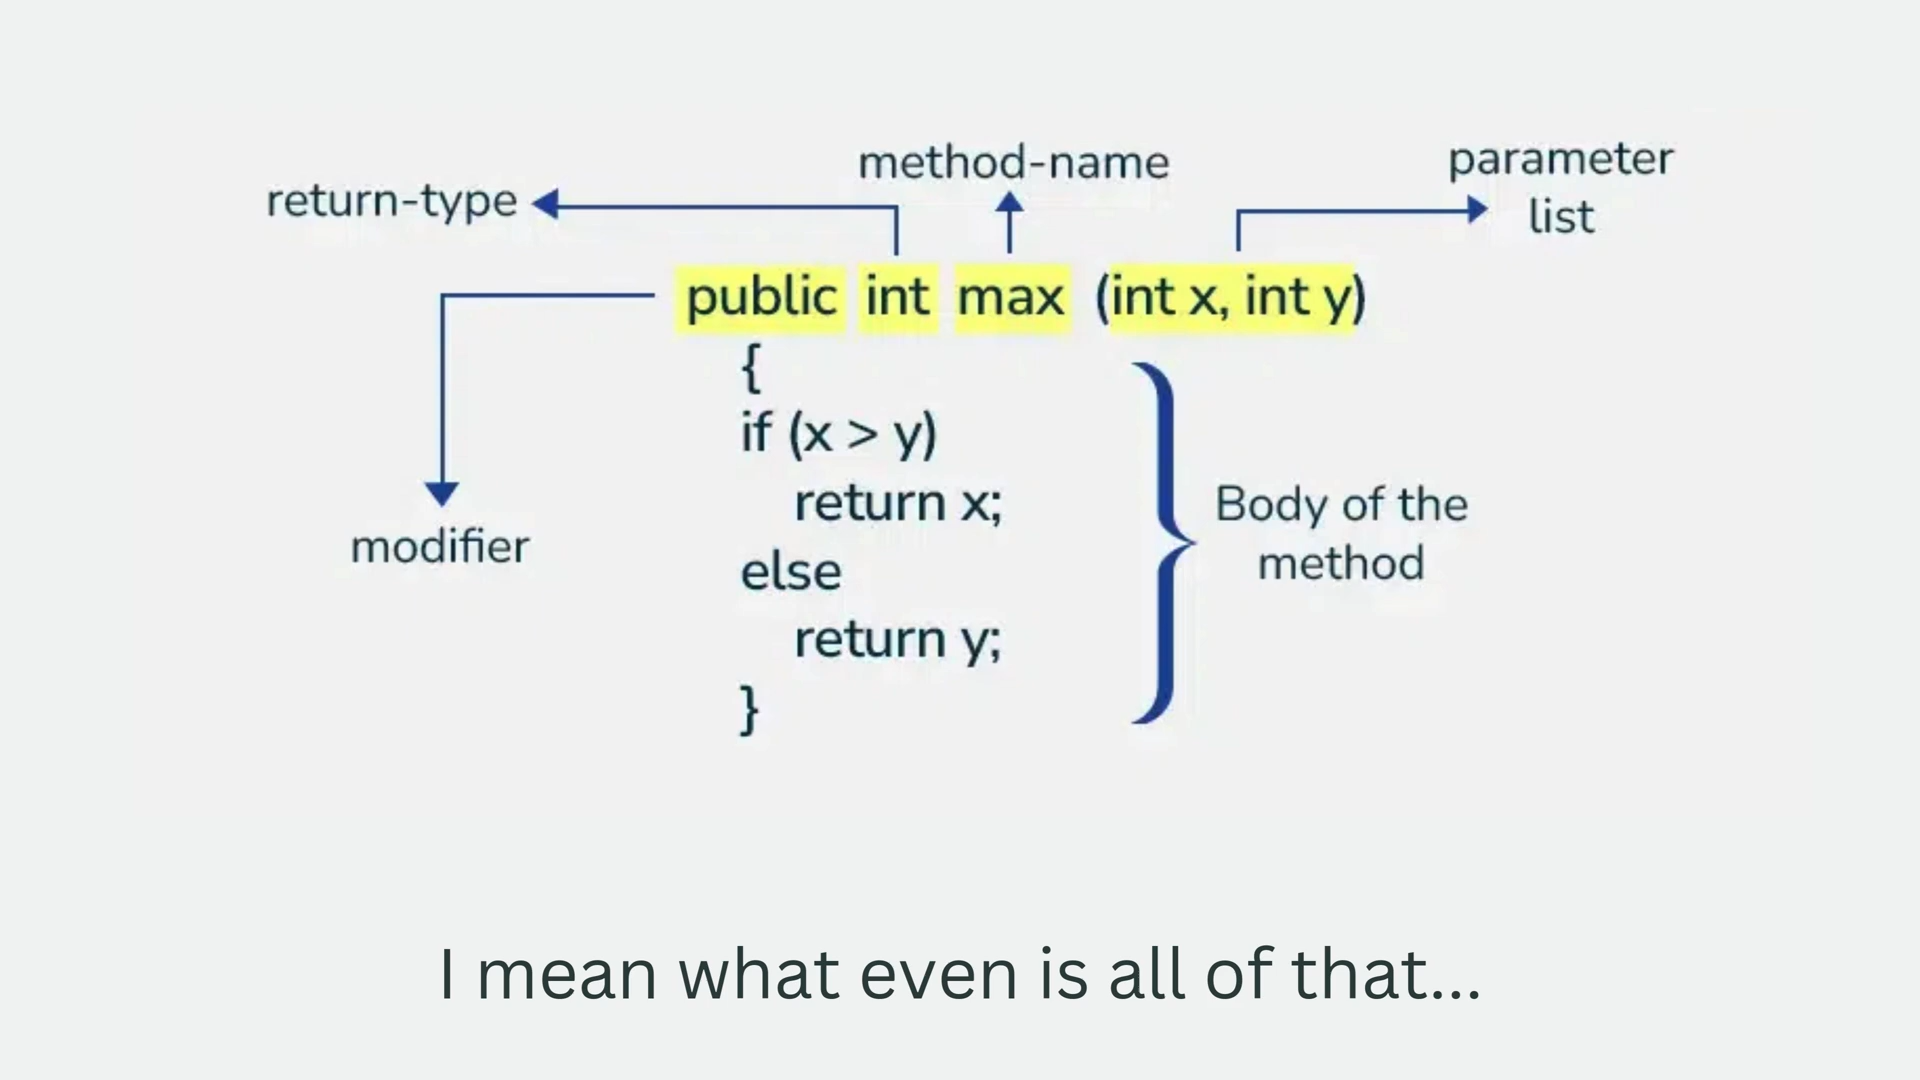 method-name
parameter
list
return-type
public int max (int x, int y)
{
if (x > y)
return x;
else
return y;
}
modifier
Body of the
method
I mean what even is all of that...